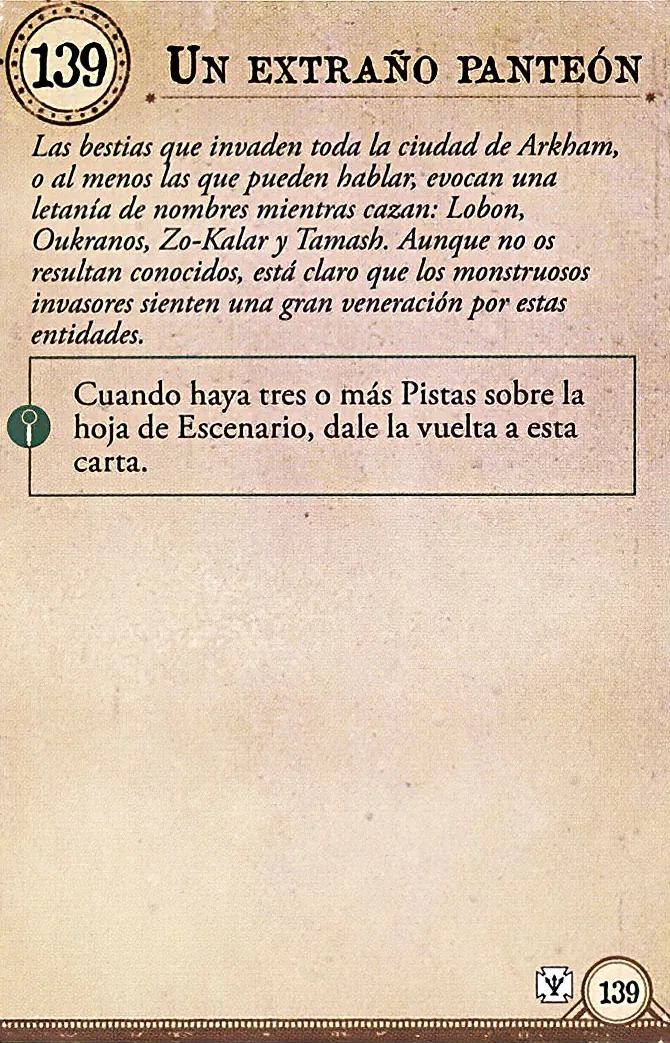 139
Un extraño panteón
Las bestias que invaden toda la ciudad de Arkham,
o al menos las que pueden hablar, evocan una
letanía de nombres mientras cazan: Lobon,
Oukranos, Zo-Kalar y Tamash. Aunque no os
resultan conocidos, está claro que los monstruosos
invasores sienten una gran veneración por estas
entidades.
Cuando haya tres o más Pistas sobre la
hoja de Escenario, dale la vuelta a esta
carta.
139